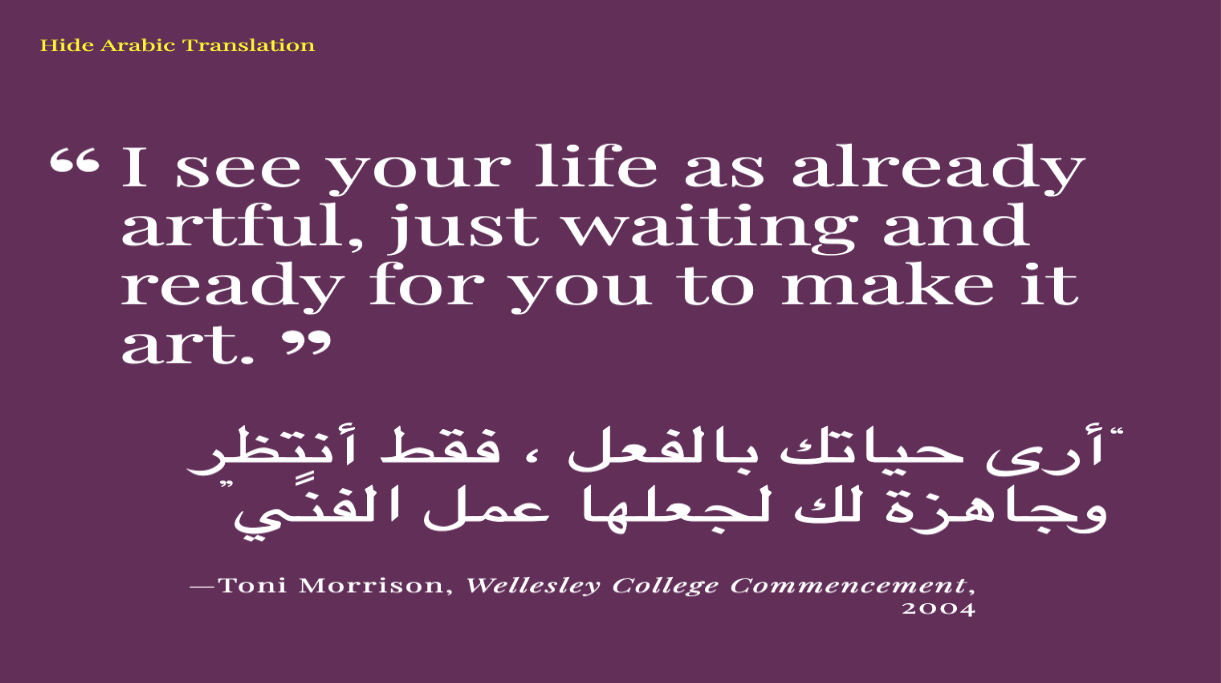 Hide Arabic Translation
“ I see your life as already
artful, just waiting and
ready for you to make it
art. ”
“أرى حياتك بالفعل ، فقط أنتظرٍ
وجاهزة لك لجعلها عمل الفنًي”
—Toni Morrison, Wellesley College Commencement,
2004